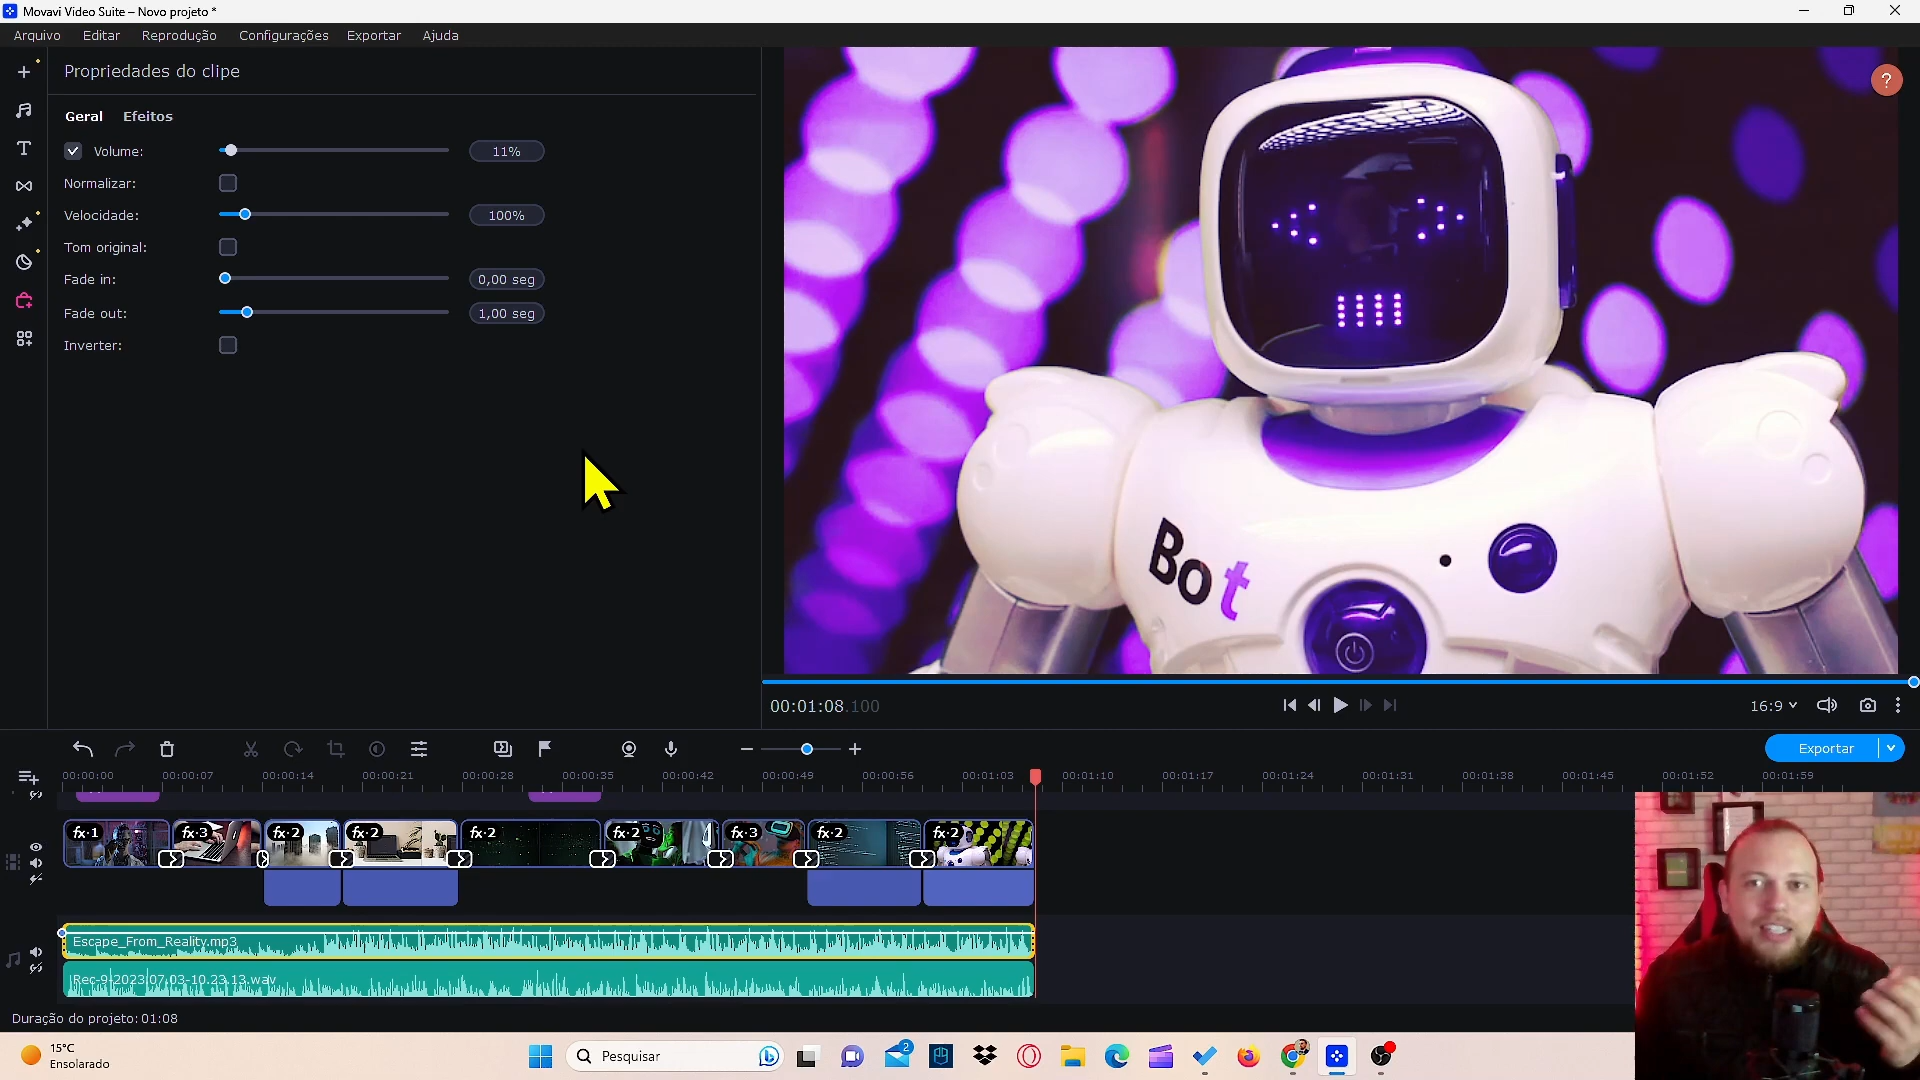 Movavi Video Suite – Novo projeto *
Arquivo Editar Reprodução Configurações Exportar Ajuda
Propriedades do clipe
?
Geral Efeitos
Volume: 11%
Normalizar:
Velocidade: 100%
Tom original:
Fade in: 0,00 seg
Fade out: 1,00 seg
Inverter:
Bot
00:01:08.100
16:9
Exportar
00:00:00 00:00:07 00:00:14 00:00:21 00:00:28 00:00:35 00:00:42 00:00:49 00:00:56 00:01:03 00:01:10 00:01:17 00:01:24 00:01:31 00:01:38 00:01:45 00:01:52 00:01:59
fx·1 fx·3 fx·2 fx·2 fx·2 fx·2 fx·3 fx·2 fx·2
Escape_From_Reality.mp3
Rec-9-2023.07.03-10.23.13.wav
Duração do projeto: 01:08
15°C
Ensolarado
Pesquisar
2